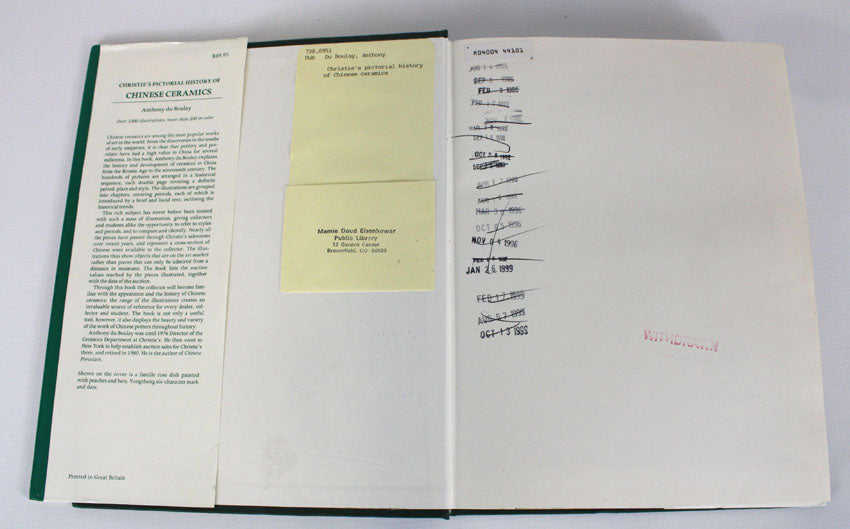 $49.95
CHRISTIE'S PICTORIAL HISTORY OF
CHINESE CERAMICS
Anthony du Boulay
Over 1000 illustrations, more than 200 in color
Chinese ceramics are among the most popular works
of art in the world. From the discoveries in the tombs
of early emperors, it is clear that pottery and por-
celain have had a high value in China for several
millennia. In this book, Anthony du Boulay explains
the history and development of ceramics in China
from the Bronze Age to the nineteenth century. The
hundreds of pictures are arranged in a historical
sequence, each double page covering a definite
period, place and style. The illustrations are grouped
into chapters, covering periods, each of which is
introduced by a brief and lucid text, outlining the
historical trends.
This rich subject has never before been treated
with such a mass of illustration, giving collectors
and students alike the opportunity to refer to styles
and periods, and to compare and identify. Nearly all
the pieces have passed through Christie's salerooms
over recent years, and represent a cross-section of
Chinese ware available to the collector. The illustra-
tions thus show objects that are on the art market
rather than pieces that can only be admired from a
distance in museums. The book lists the auction
values reached by the pieces illustrated, together
with the date of the auction.
Through this book the collector will become fam-
iliar with the appearance and the history of Chinese
ceramics; the range of the illustrations creates an
invaluable source of reference for every dealer, col-
lector and student. The book is not only a useful
tool, however, it also displays the beauty and variety
of the work of Chinese potters throughout history.
Anthony du Boulay was until 1976 Director of the
Ceramics Department at Christie's. He then went to
New York to help establish auction sales for Christie's
there, and retired in 1980. He is the author of Chinese
Porcelain.
Shown on the cover is a famille rose dish painted
with peaches and bats, Yongzheng six-character mark
and date.
Printed in Great Britain
738.0951
Dub Du Boulay, Anthony
Christie's pictorial history
of Chinese ceramics
Mamie Doud Eisenhower
Public Library
12 Garden Center
Broomfield, CO 80020
R04004 44101
FEB
MAR 1990
SEP
OCT 2
MAR 1996
OCT 05 1996
NOV 04 1996
JAN 26 1999
FEB 12 1999
AUG 02 1999
OCT 13 1999
WITHDRAWN